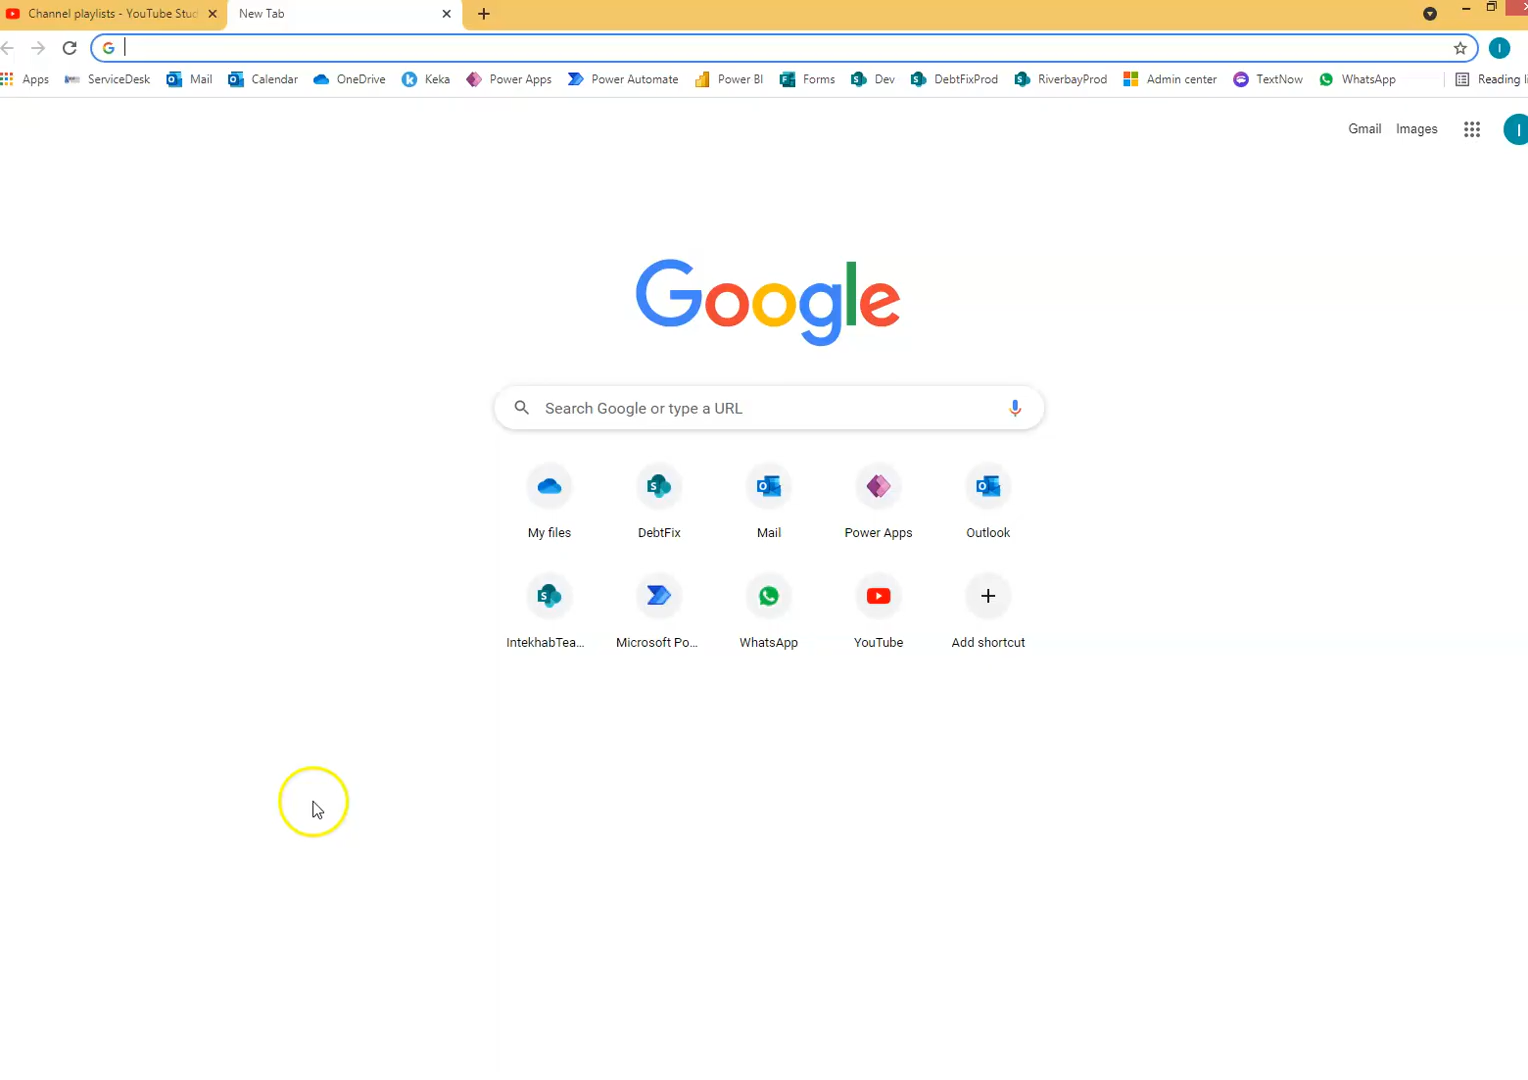 Channel playlists - YouTube Stud
New Tab
Apps ServiceDesk Mail Calendar OneDrive Keka Power Apps Power Automate Power BI Forms Dev DebtFixProd RiverbayProd Admin center TextNow WhatsApp Reading li
Gmail Images I
Google
Search Google or type a URL
My files DebtFix Mail Power Apps Outlook
IntekhabTea... Microsoft Po... WhatsApp YouTube Add shortcut